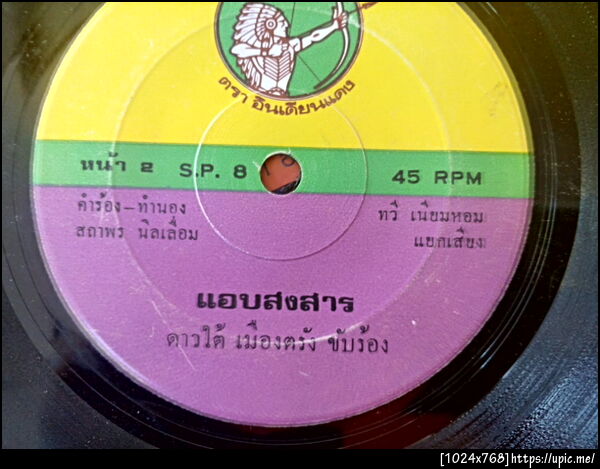 ตรา อินเดียนแดง
หน้า 2 S.P. 8
45 RPM
คำร้อง-ทำนอง
สถาพร นิลเลื่อม
ทวี เนียมหอม
แยกเสียง
แอบสงสาร
ดาวใต้ เมืองตรัง ขับร้อง
[1024x768]https://upic.me/